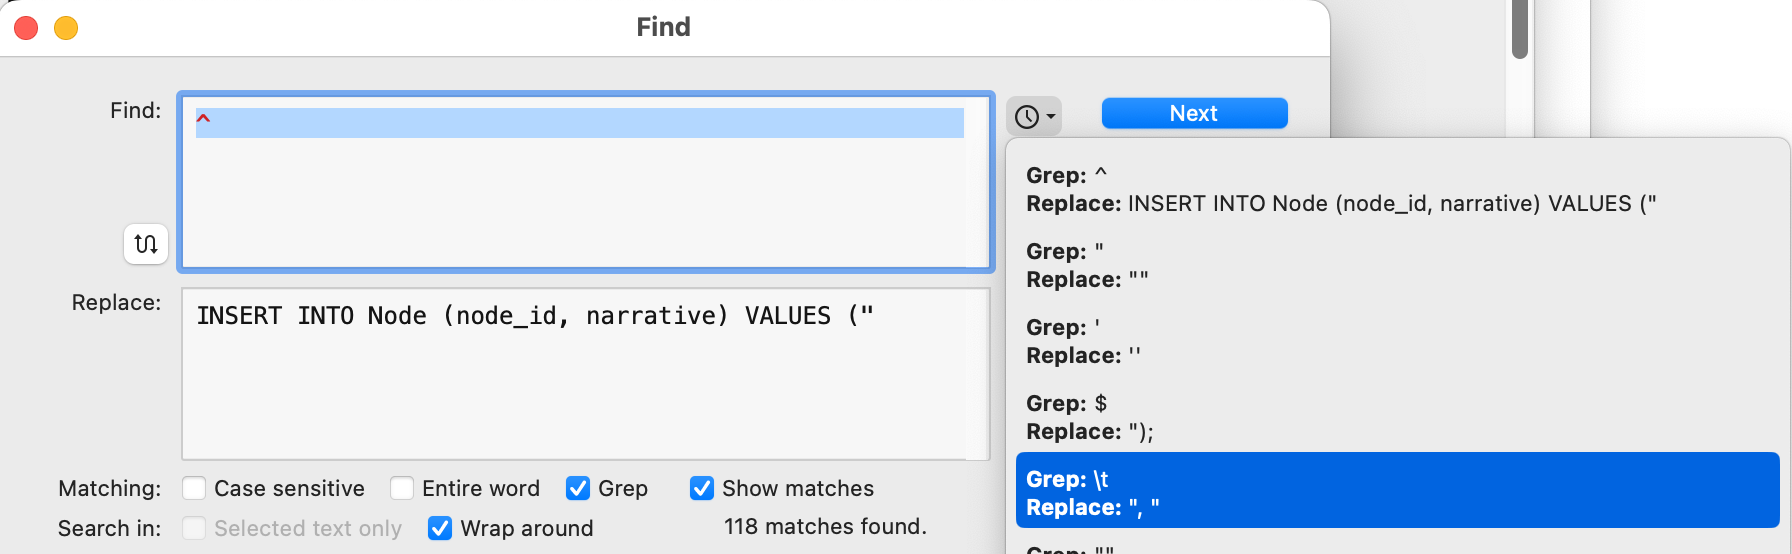 Find
Find:
^
Next
Grep: ^
Replace: INSERT INTO Node (node_id, narrative) VALUES ("
Grep: "
Replace: ""
Grep: '
Replace: ''
Grep: $
Replace: ");
Grep: \t
Replace: ", "
Grep: ""
Replace:
INSERT INTO Node (node_id, narrative) VALUES ("
Matching: Case sensitive Entire word Grep Show matches
Search in: Selected text only Wrap around 118 matches found.